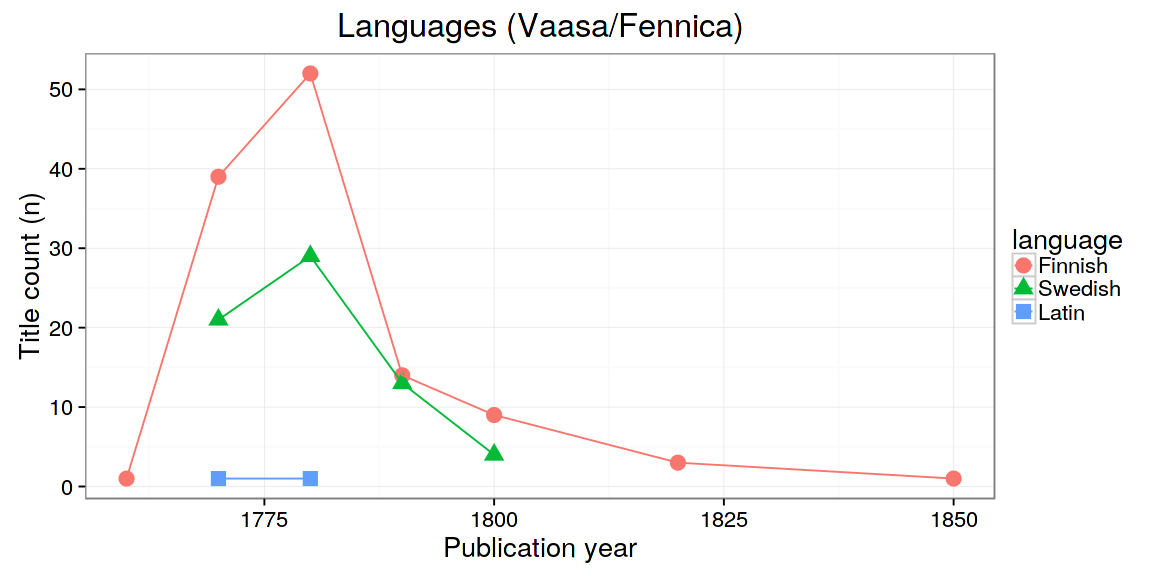 Languages (Vaasa/Fennica)
Title count (n)
50
40
30
20
10
0
1775
1800
1825
1850
Publication year
language
Finnish
Swedish
Latin